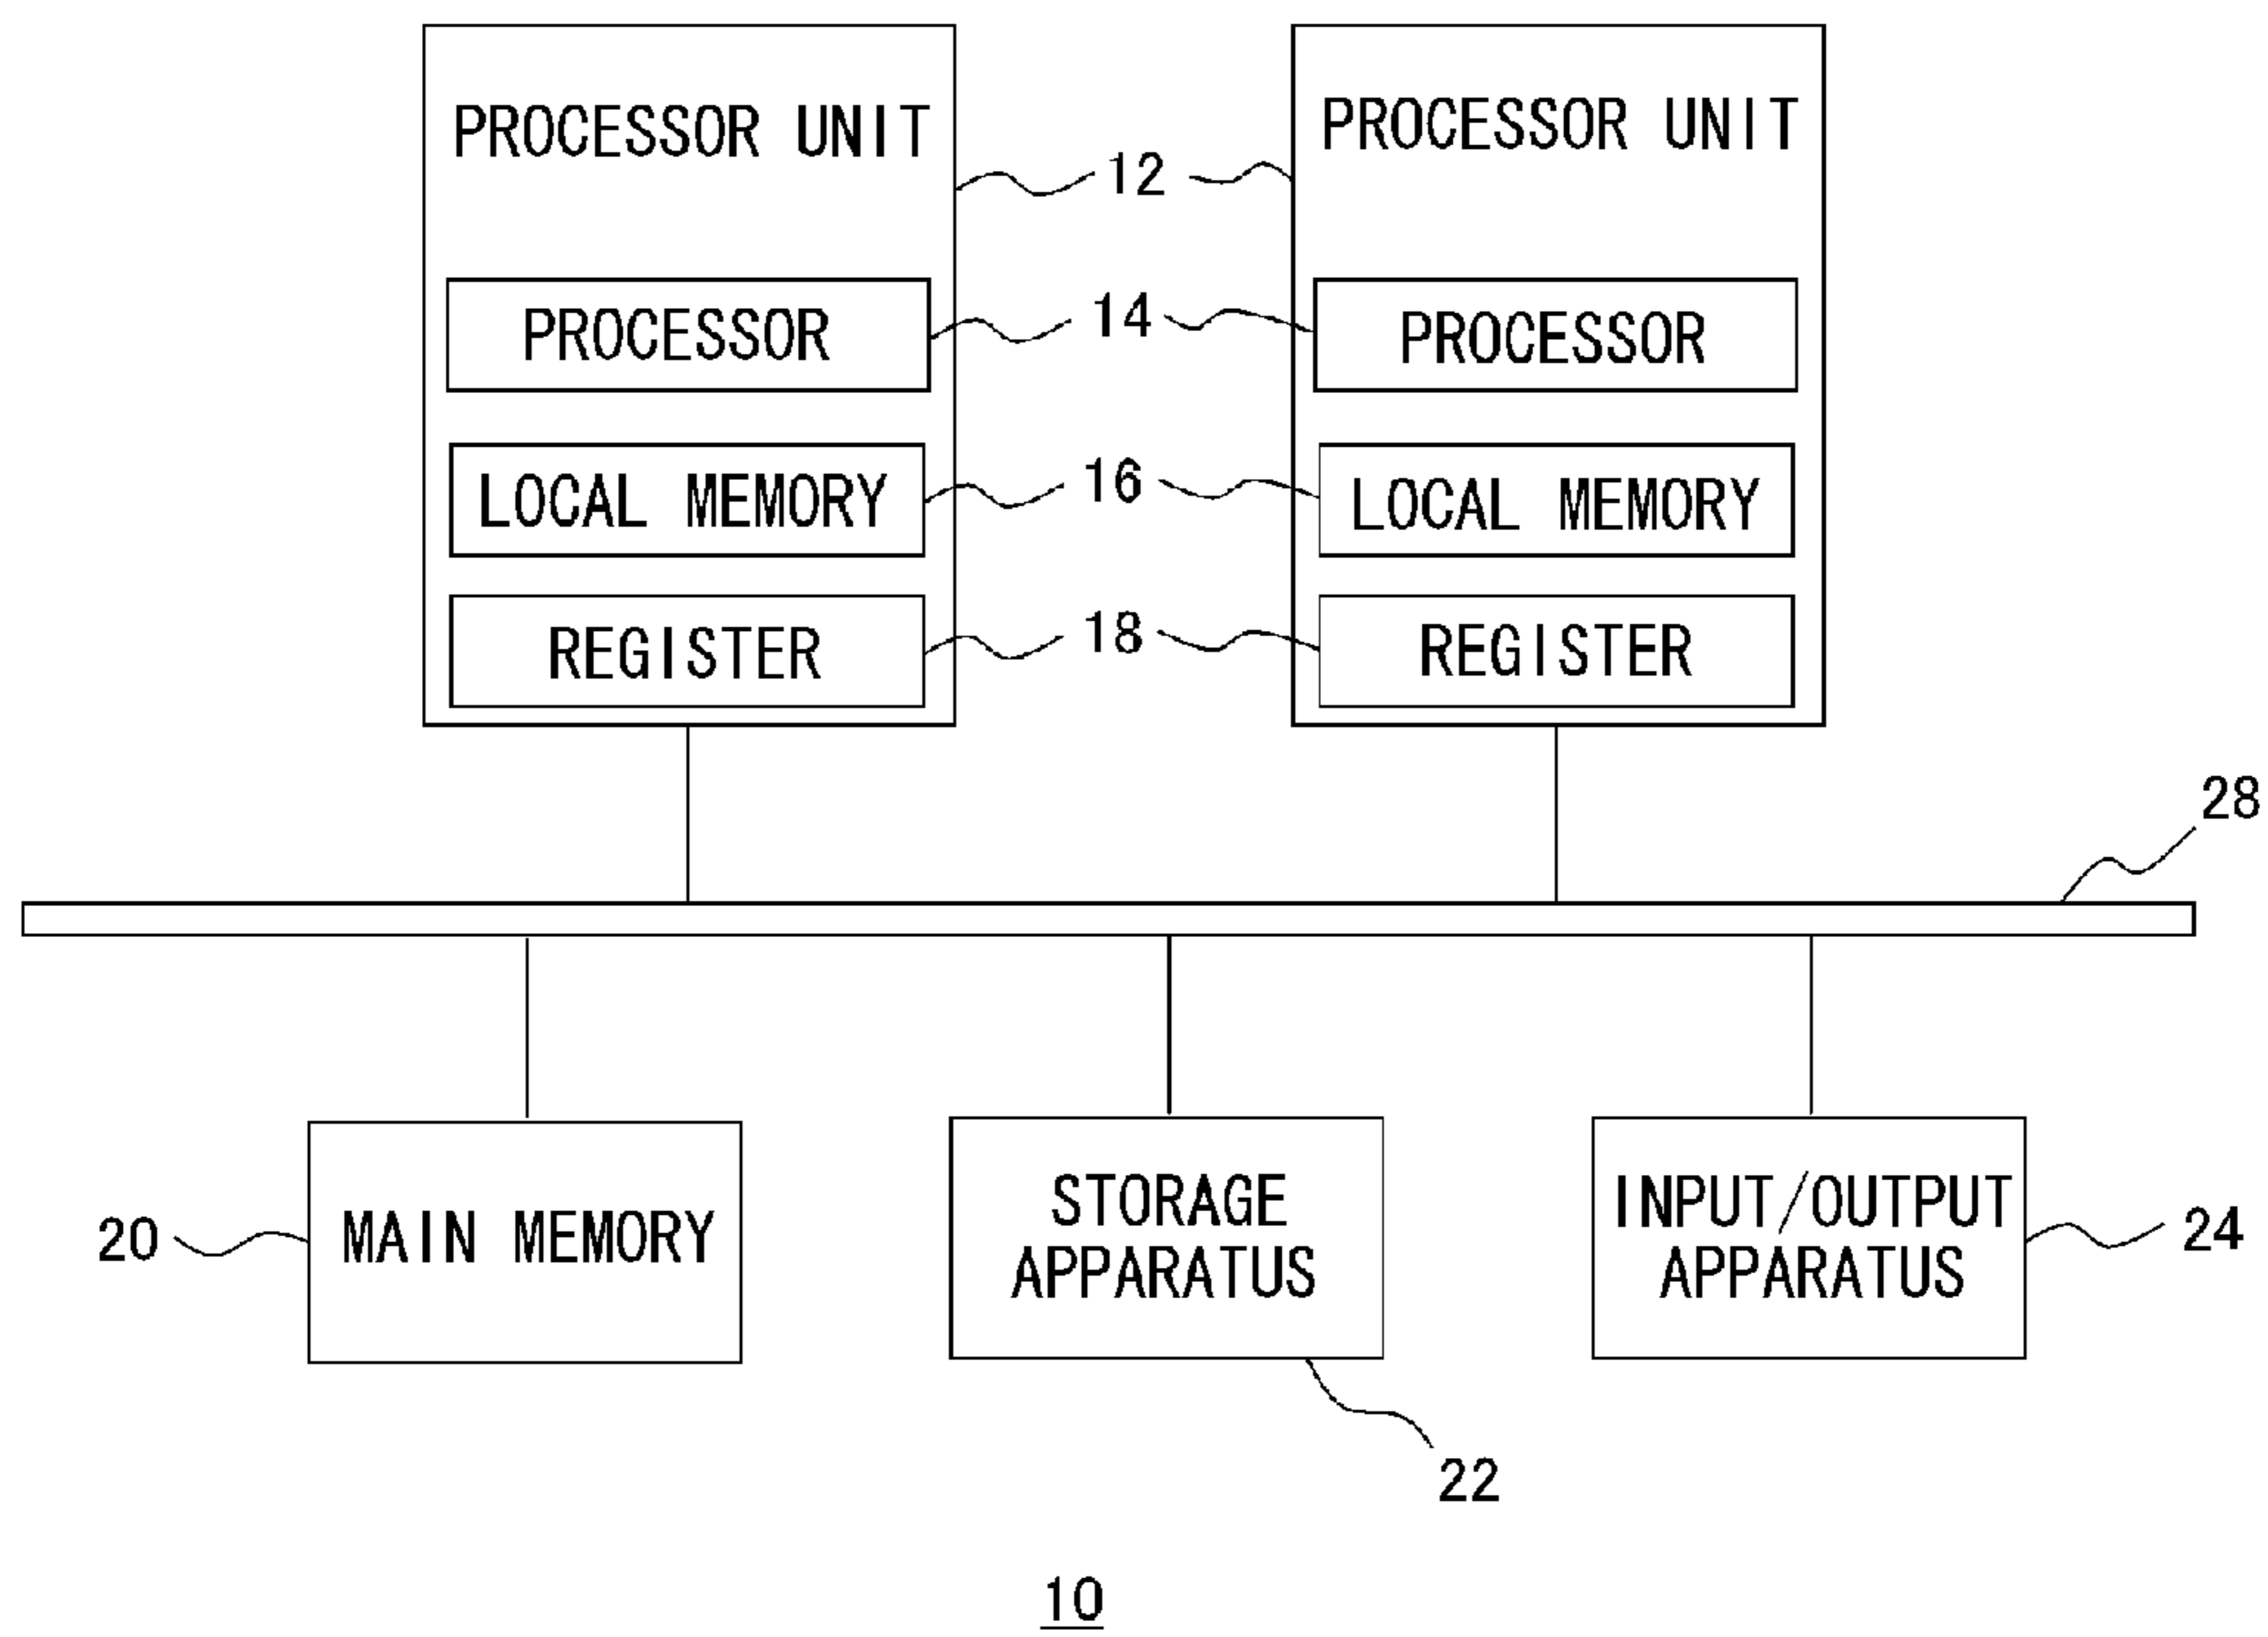 PROCESSOR UNIT
PROCESSOR UNIT
12
PROCESSOR
14
PROCESSOR
LOCAL MEMORY
16
LOCAL MEMORY
REGISTER
18
REGISTER
28
MAIN MEMORY
20
STORAGE
APPARATUS
INPUT/OUTPUT
APPARATUS
24
22
10